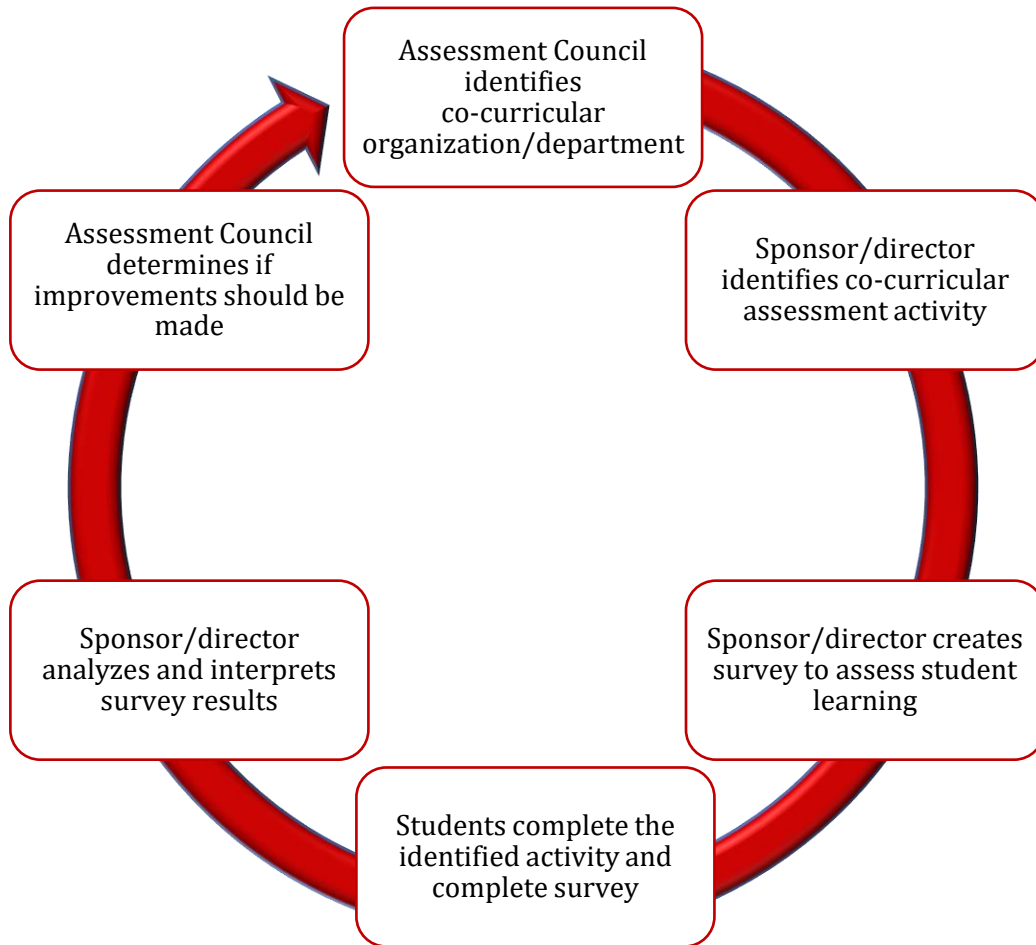 Assessment Council
identifies
co-curricular
organization/department
Sponsor/director
identifies co-curricular
assessment activity
Sponsor/director creates
survey to assess student
learning
Students complete the
identified activity and
complete survey
Sponsor/director
analyzes and interprets
survey results
Assessment Council
determines if
improvements should be
made